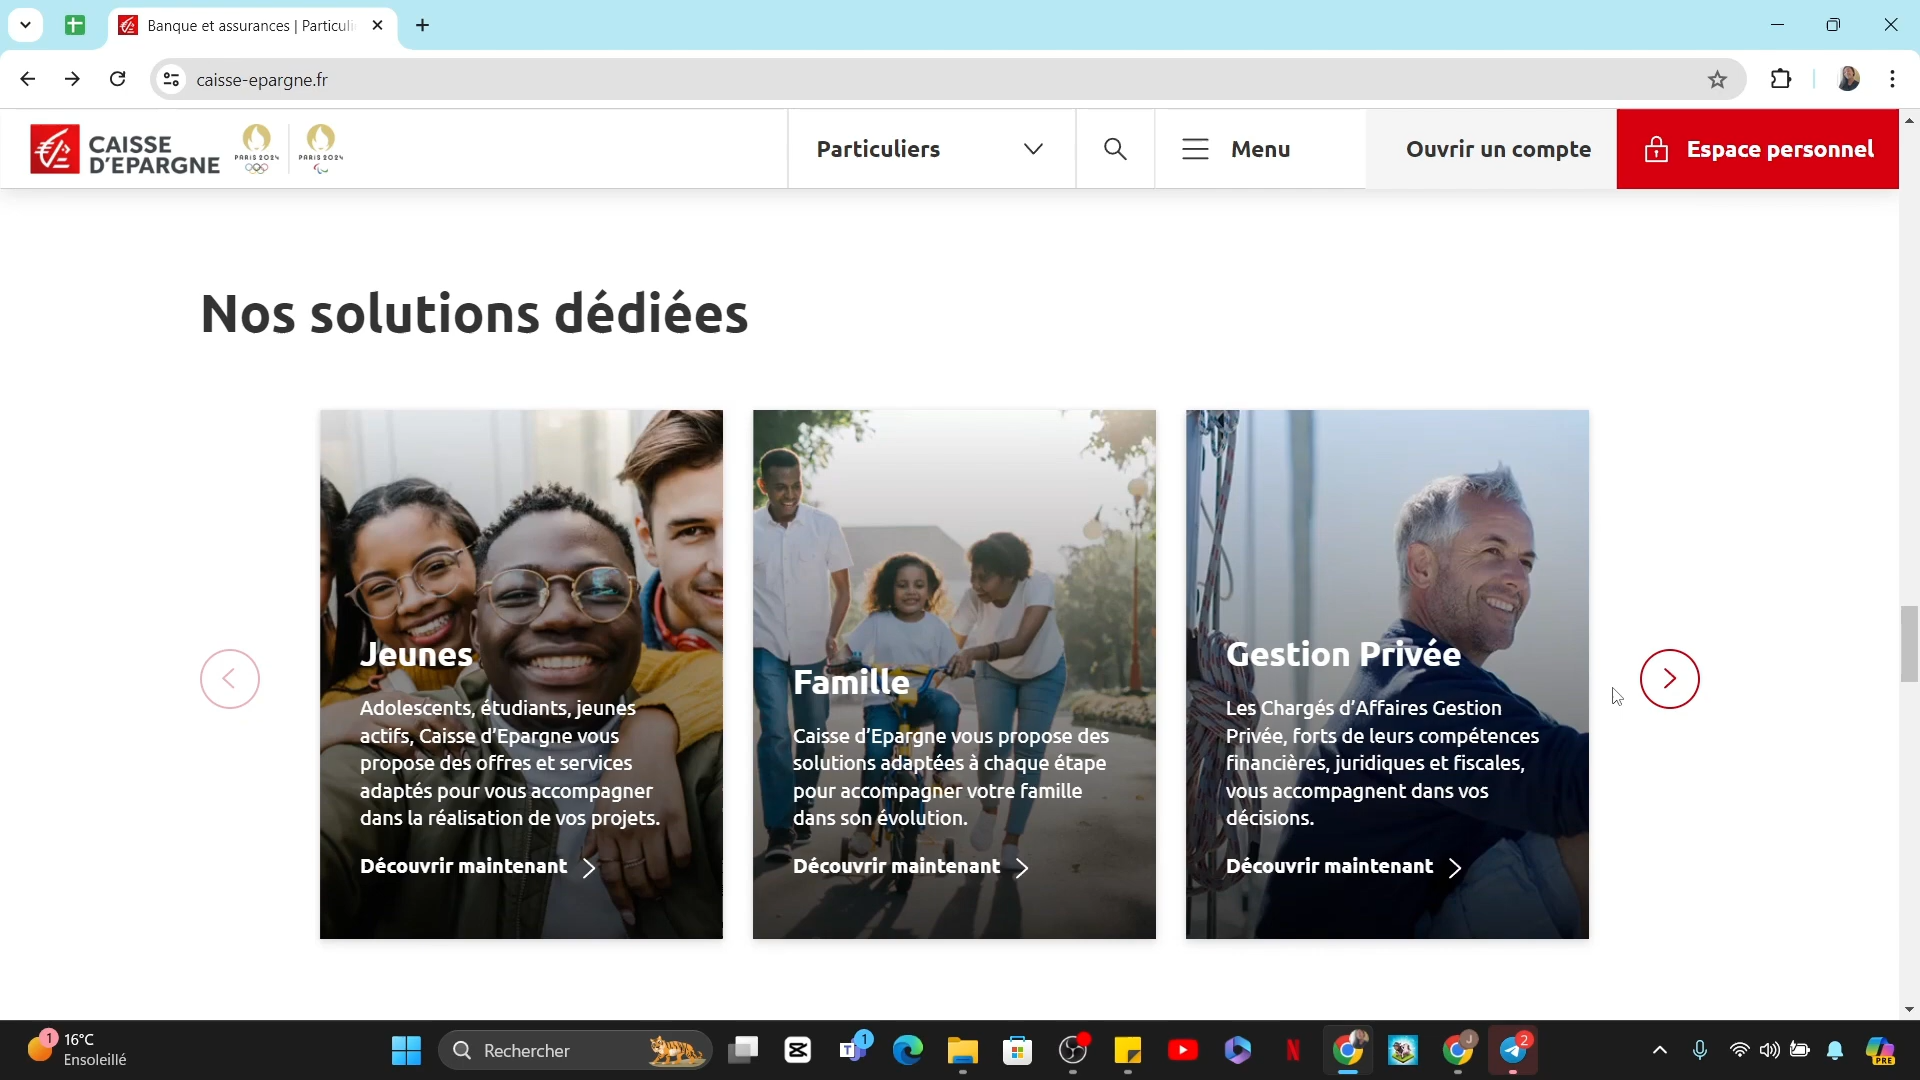 Banque et assurances | Particuli
caisse-epargne.fr
CAISSE
D'EPARGNE
PARIS 2024
PARIS 2024
Particuliers
Menu
Ouvrir un compte
Espace personnel
Nos solutions dédiées
Jeunes
Adolescents, étudiants, jeunes
actifs, Caisse d'Epargne vous
propose des offres et services
adaptés pour vous accompagner
dans la réalisation de vos projets.
Découvrir maintenant
Famille
Caisse d'Epargne vous propose des
solutions adaptées à chaque étape
pour accompagner votre famille
dans son évolution.
Découvrir maintenant
Gestion Privée
Les Chargés d'Affaires Gestion
Privée, forts de leurs compétences
financières, juridiques et fiscales,
vous accompagnent dans vos
décisions.
Découvrir maintenant
1
16°C
Ensoleillé
Rechercher
1
J
2
PRE